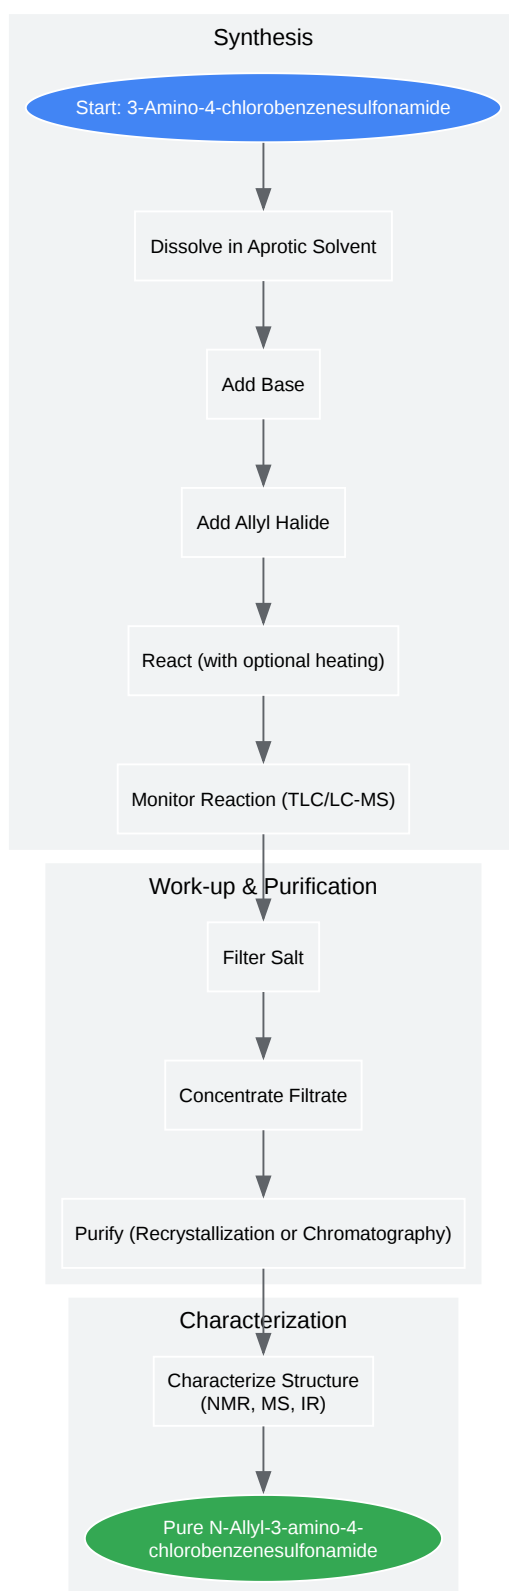 Synthesis
Start: 3-Amino-4-chlorobenzenesulfonamide
Dissolve in Aprotic Solvent
Add Base
Add Allyl Halide
React (with optional heating)
Monitor Reaction (TLC/LC-MS)
Work-up & Purification
Filter Salt
Concentrate Filtrate
Purify (Recrystallization or Chromatography)
Characterization
Characterize Structure
(NMR, MS, IR)
Pure N-Allyl-3-amino-4-
chlorobenzenesulfonamide